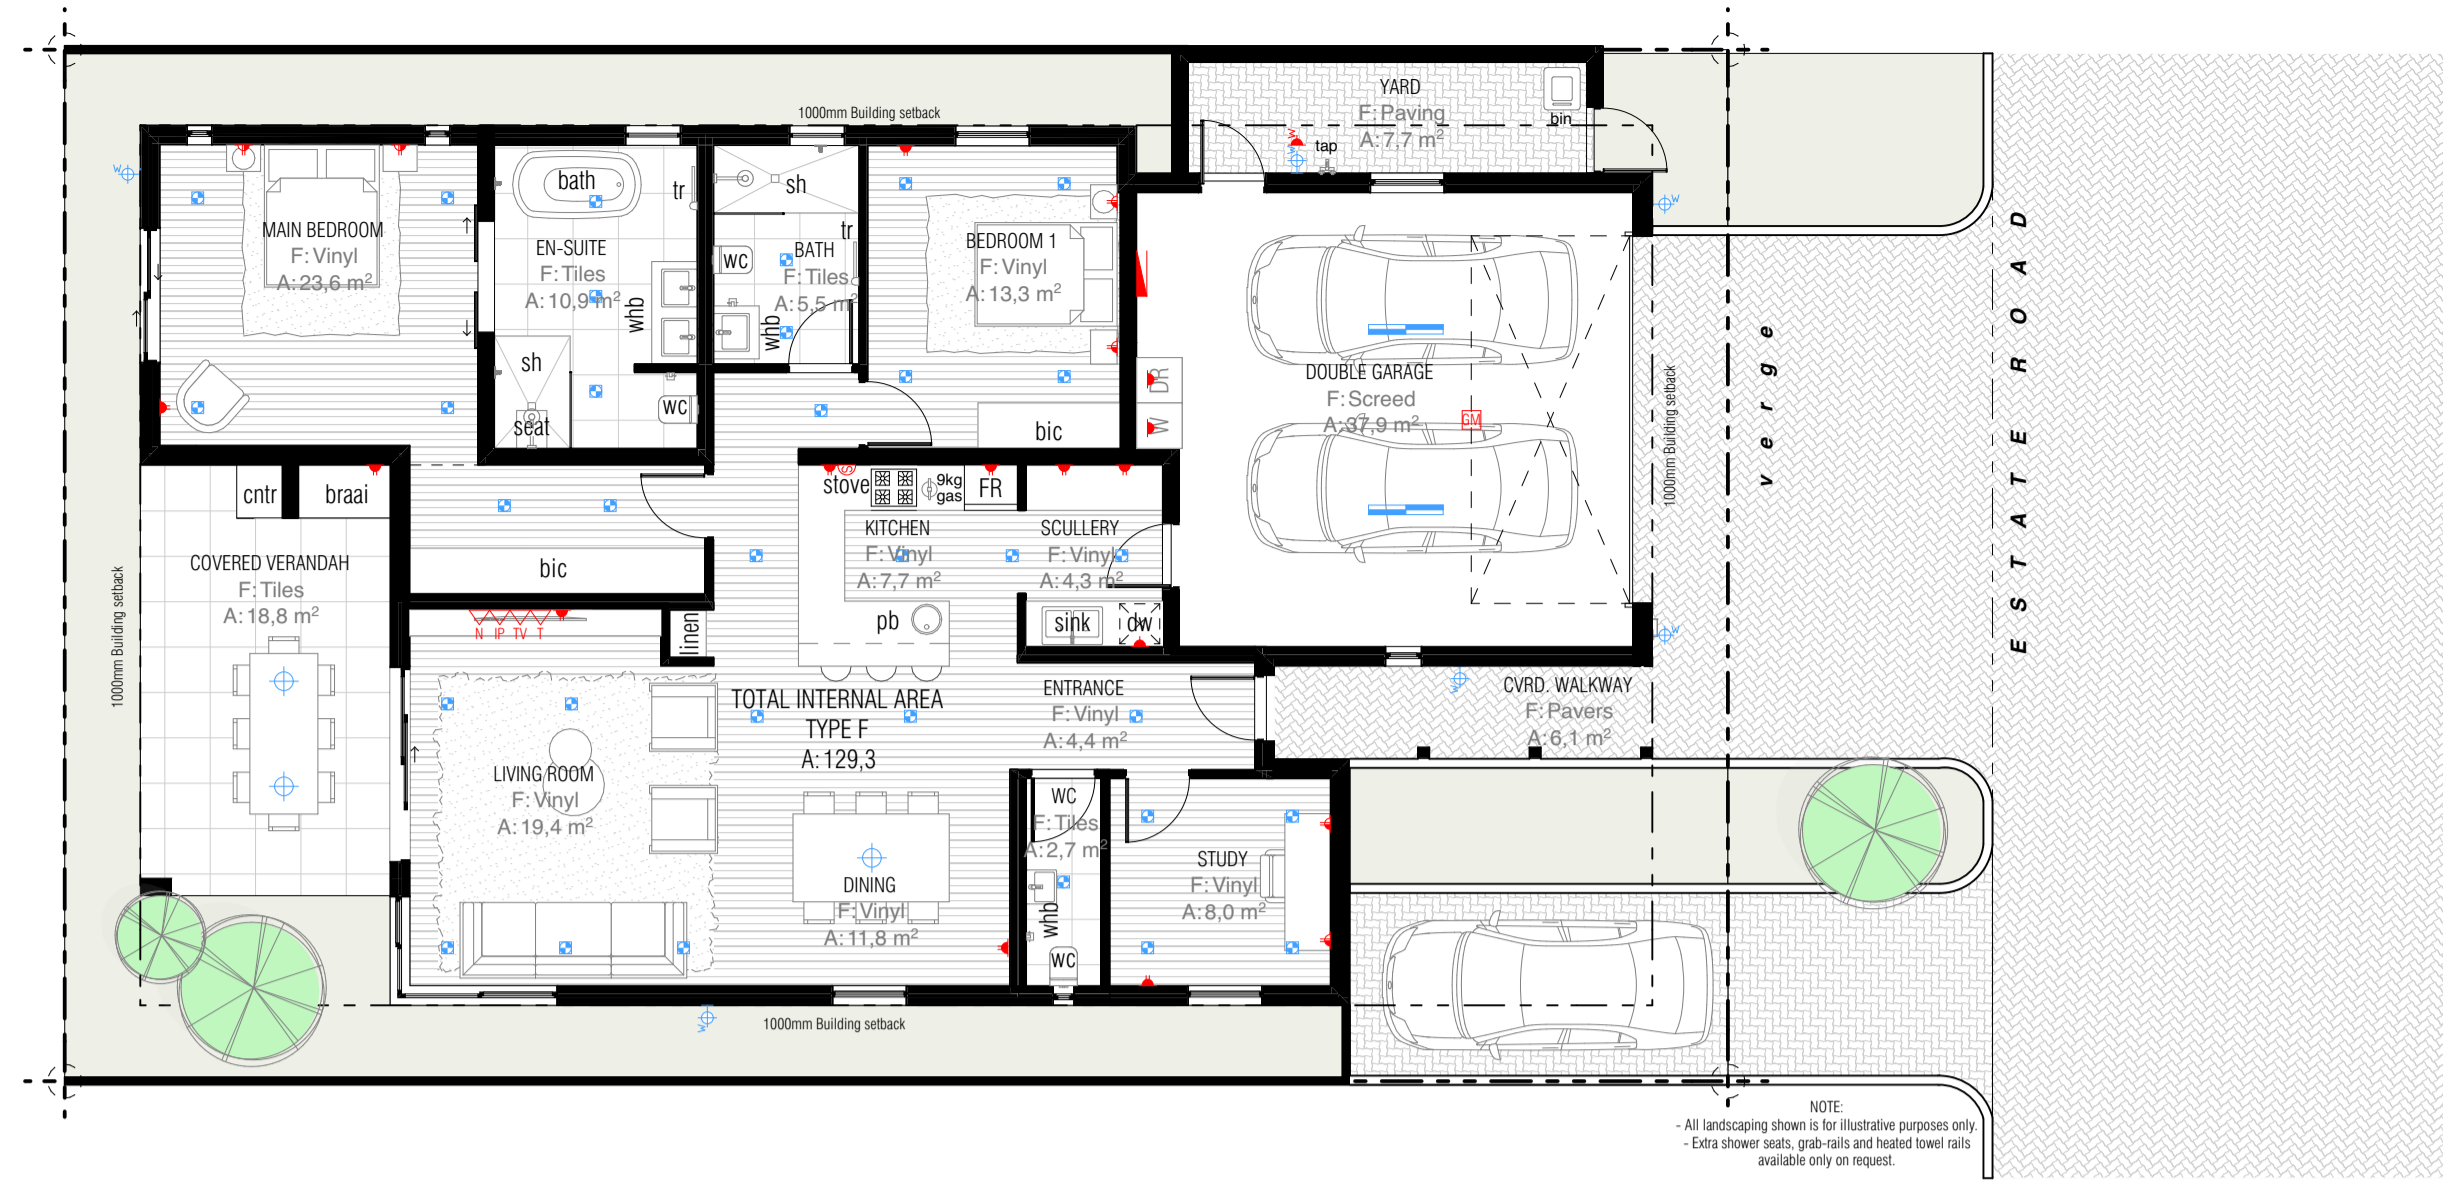 1000mm Building setback
YARD
F: Paving
A: 7,7 m²
bin
tap
w
w
w
w
MAIN BEDROOM
F: Vinyl
A: 23,6 m²
bath
tr
EN-SUITE
F: Tiles
A: 10,9 m²
whb
sh
seat
wc
sh
tr
wc
BATH
F: Tiles
A: 5,5 m²
whb
BEDROOM 1
F: Vinyl
A: 13,3 m²
bic
DR
W
DOUBLE GARAGE
F: Screed
A: 37,9 m²
GM
1000mm Building setback
verge
ESTATE ROAD
cntr
braai
COVERED VERANDAH
F: Tiles
A: 18,8 m²
1000mm Building setback
bic
stove
S
9kg
gas
FR
KITCHEN
F: Vinyl
A: 7,7 m²
SCULLERY
F: Vinyl
A: 4,3 m²
pb
sink
dw
linen
N IP TV T
w
w
TOTAL INTERNAL AREA
TYPE F
A: 129,3
ENTRANCE
F: Vinyl
A: 4,4 m²
CVRD. WALKWAY
F: Pavers
A: 6,1 m²
LIVING ROOM
F: Vinyl
A: 19,4 m²
DINING
F: Vinyl
A: 11,8 m²
WC
F: Tiles
A: 2,7 m²
whb
wc
STUDY
F: Vinyl
A: 8,0 m²
w
1000mm Building setback
NOTE:
- All landscaping shown is for illustrative purposes only.
- Extra shower seats, grab-rails and heated towel rails
available only on request.